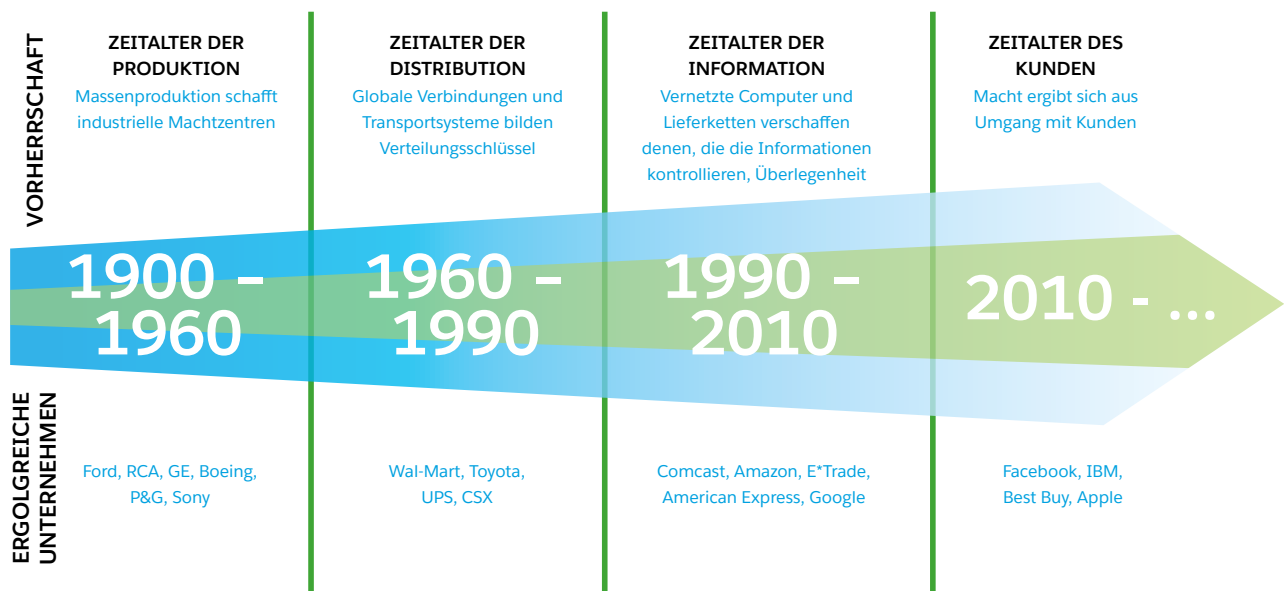 VORHERRSCHAFT
ZEITALTER DER
PRODUKTION
Massenproduktion schafft
industrielle Machtzentren
ZEITALTER DER
DISTRIBUTION
Globale Verbindungen und
Transportsysteme bilden
Verteilungsschlüssel
ZEITALTER DER
INFORMATION
Vernetzte Computer und
Lieferketten verschaffen
denen, die die Informationen
kontrollieren, Überlegenheit
ZEITALTER DES
KUNDEN
Macht ergibt sich aus
Umgang mit Kunden
1900 –
1960
1960 –
1990
1990 –
2010
2010 - ...
ERGOLGREICHE
UNTERNEHMEN
Ford, RCA, GE, Boeing,
P&G, Sony
Wal-Mart, Toyota,
UPS, CSX
Comcast, Amazon, E*Trade,
American Express, Google
Facebook, IBM,
Best Buy, Apple